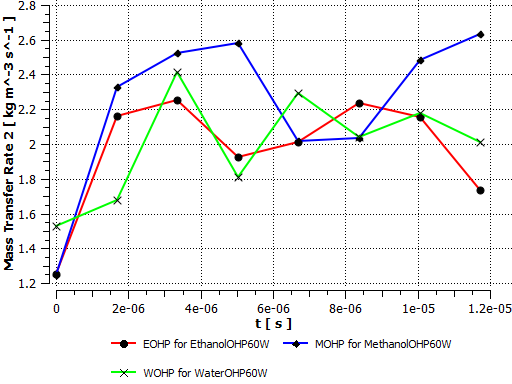 Mass Transfer Rate 2 [ kg m^-3 s^-1 ]
2.8
2.6
2.4
2.2
2
1.8
1.6
1.4
1.2
0 2e-06 4e-06 6e-06 8e-06 1e-05 1.2e-05
t [ s ]
EOHP for EthanolOHP60W MOHP for MethanolOHP60W
WOHP for WaterOHP60W